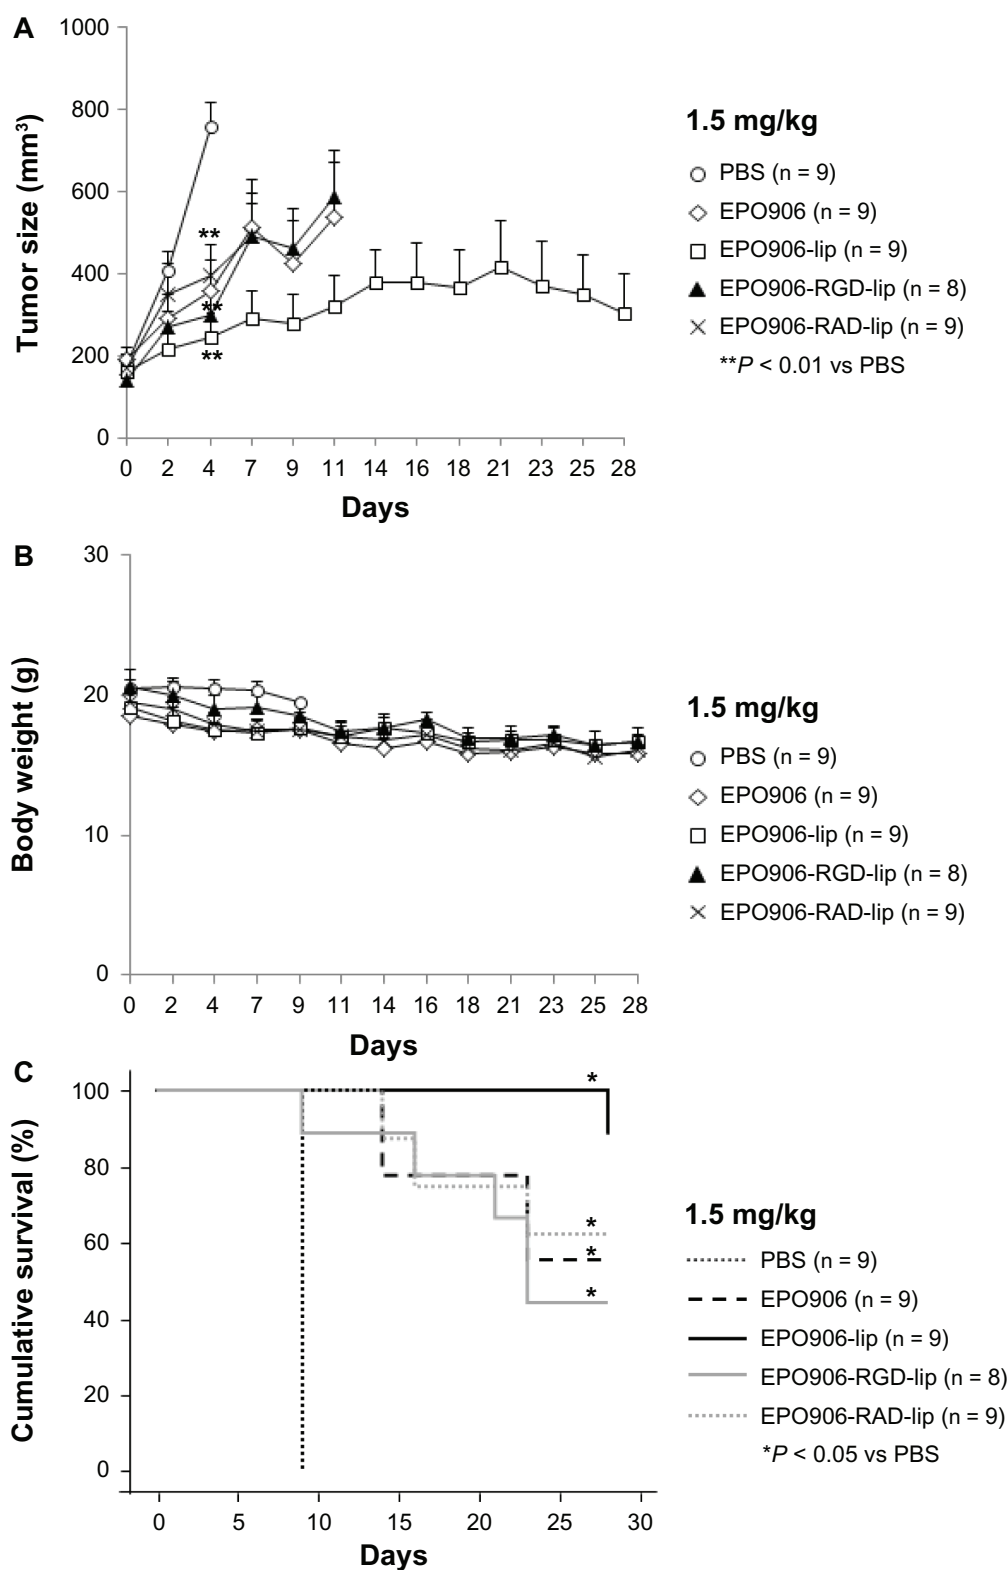 A
1000
800
600
400
200
0
Tumor size (mm³)
**
**
**
0 2 4 7 9 11 14 16 18 21 23 25 28
Days
1.5 mg/kg
PBS (n = 9)
EPO906 (n = 9)
EPO906-lip (n = 9)
EPO906-RGD-lip (n = 8)
EPO906-RAD-lip (n = 9)
**P < 0.01 vs PBS
B
30
20
10
0
Body weight (g)
0 2 4 7 9 11 14 16 18 21 23 25 28
Days
1.5 mg/kg
PBS (n = 9)
EPO906 (n = 9)
EPO906-lip (n = 9)
EPO906-RGD-lip (n = 8)
EPO906-RAD-lip (n = 9)
C
100
80
60
40
20
0
Cumulative survival (%)
*
*
*
*
0 5 10 15 20 25 30
Days
1.5 mg/kg
PBS (n = 9)
EPO906 (n = 9)
EPO906-lip (n = 9)
EPO906-RGD-lip (n = 8)
EPO906-RAD-lip (n = 9)
*P < 0.05 vs PBS